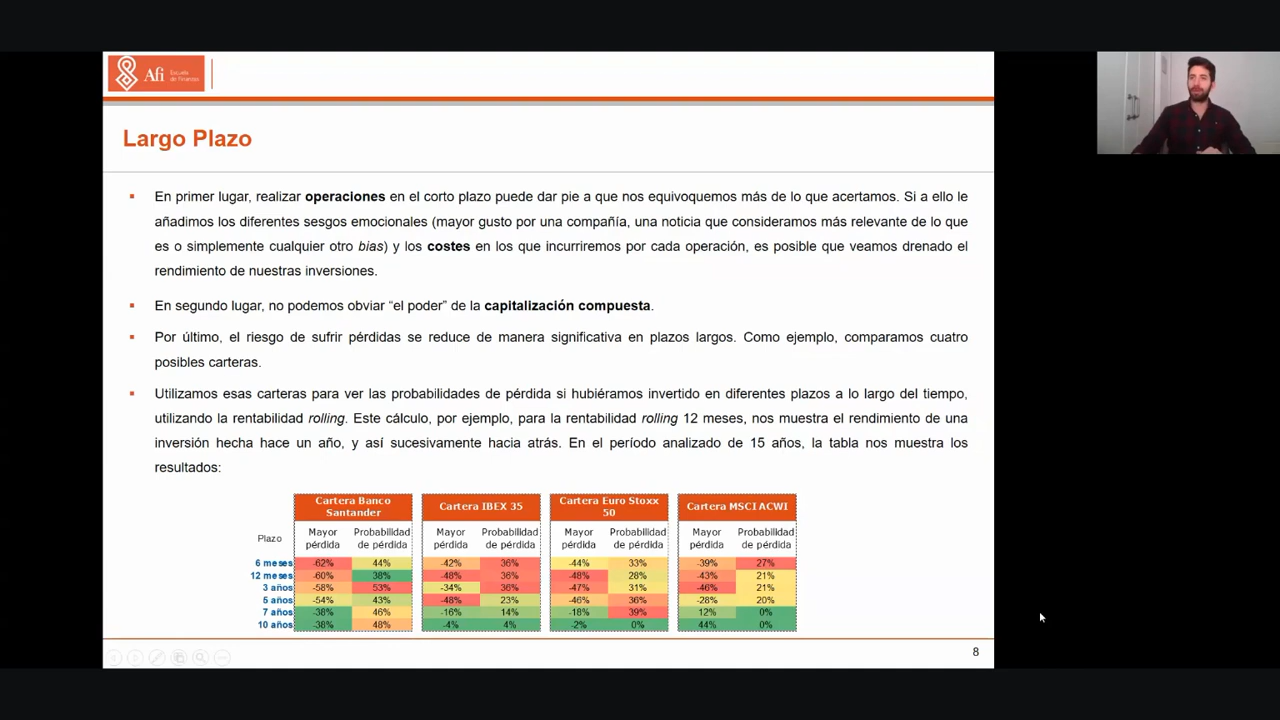 Afi Escuela de Finanzas
Largo Plazo
▪ En primer lugar, realizar operaciones en el corto plazo puede dar pie a que nos equivoquemos más de lo que acertamos. Si a ello le
añadimos los diferentes sesgos emocionales (mayor gusto por una compañía, una noticia que consideramos más relevante de lo que
es o simplemente cualquier otro bias) y los costes en los que incurriremos por cada operación, es posible que veamos drenado el
rendimiento de nuestras inversiones.
▪ En segundo lugar, no podemos obviar “el poder” de la capitalización compuesta.
▪ Por último, el riesgo de sufrir pérdidas se reduce de manera significativa en plazos largos. Como ejemplo, comparamos cuatro
posibles carteras.
▪ Utilizamos esas carteras para ver las probabilidades de pérdida si hubiéramos invertido en diferentes plazos a lo largo del tiempo,
utilizando la rentabilidad rolling. Este cálculo, por ejemplo, para la rentabilidad rolling 12 meses, nos muestra el rendimiento de una
inversión hecha hace un año, y así sucesivamente hacia atrás. En el período analizado de 15 años, la tabla nos muestra los
resultados:
Cartera Banco Santander Cartera IBEX 35 Cartera Euro Stoxx 50 Cartera MSCI ACWI
Plazo Mayor pérdida Probabilidad de pérdida Mayor pérdida Probabilidad de pérdida Mayor pérdida Probabilidad de pérdida Mayor pérdida Probabilidad de pérdida
6 meses -62% 44% -42% 36% -44% 33% -39% 27%
12 meses -60% 38% -48% 36% -48% 28% -43% 21%
3 años -58% 53% -34% 36% -47% 31% -46% 21%
5 años -54% 43% -48% 23% -46% 36% -28% 20%
7 años -38% 46% -16% 14% -18% 39% 12% 0%
10 años -38% 48% -4% 4% -2% 0% 44% 0%
8